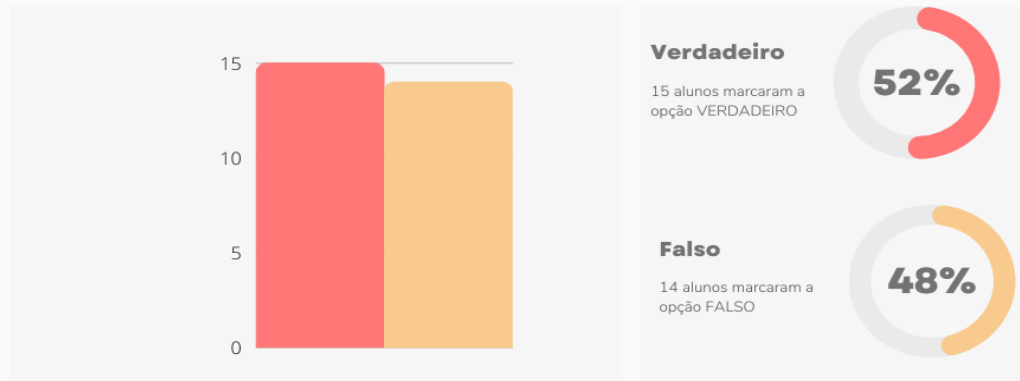 15
10
5
0
Verdadeiro
15 alunos marcaram a
opção VERDADEIRO
52%
Falso
14 alunos marcaram a
opção FALSO
48%